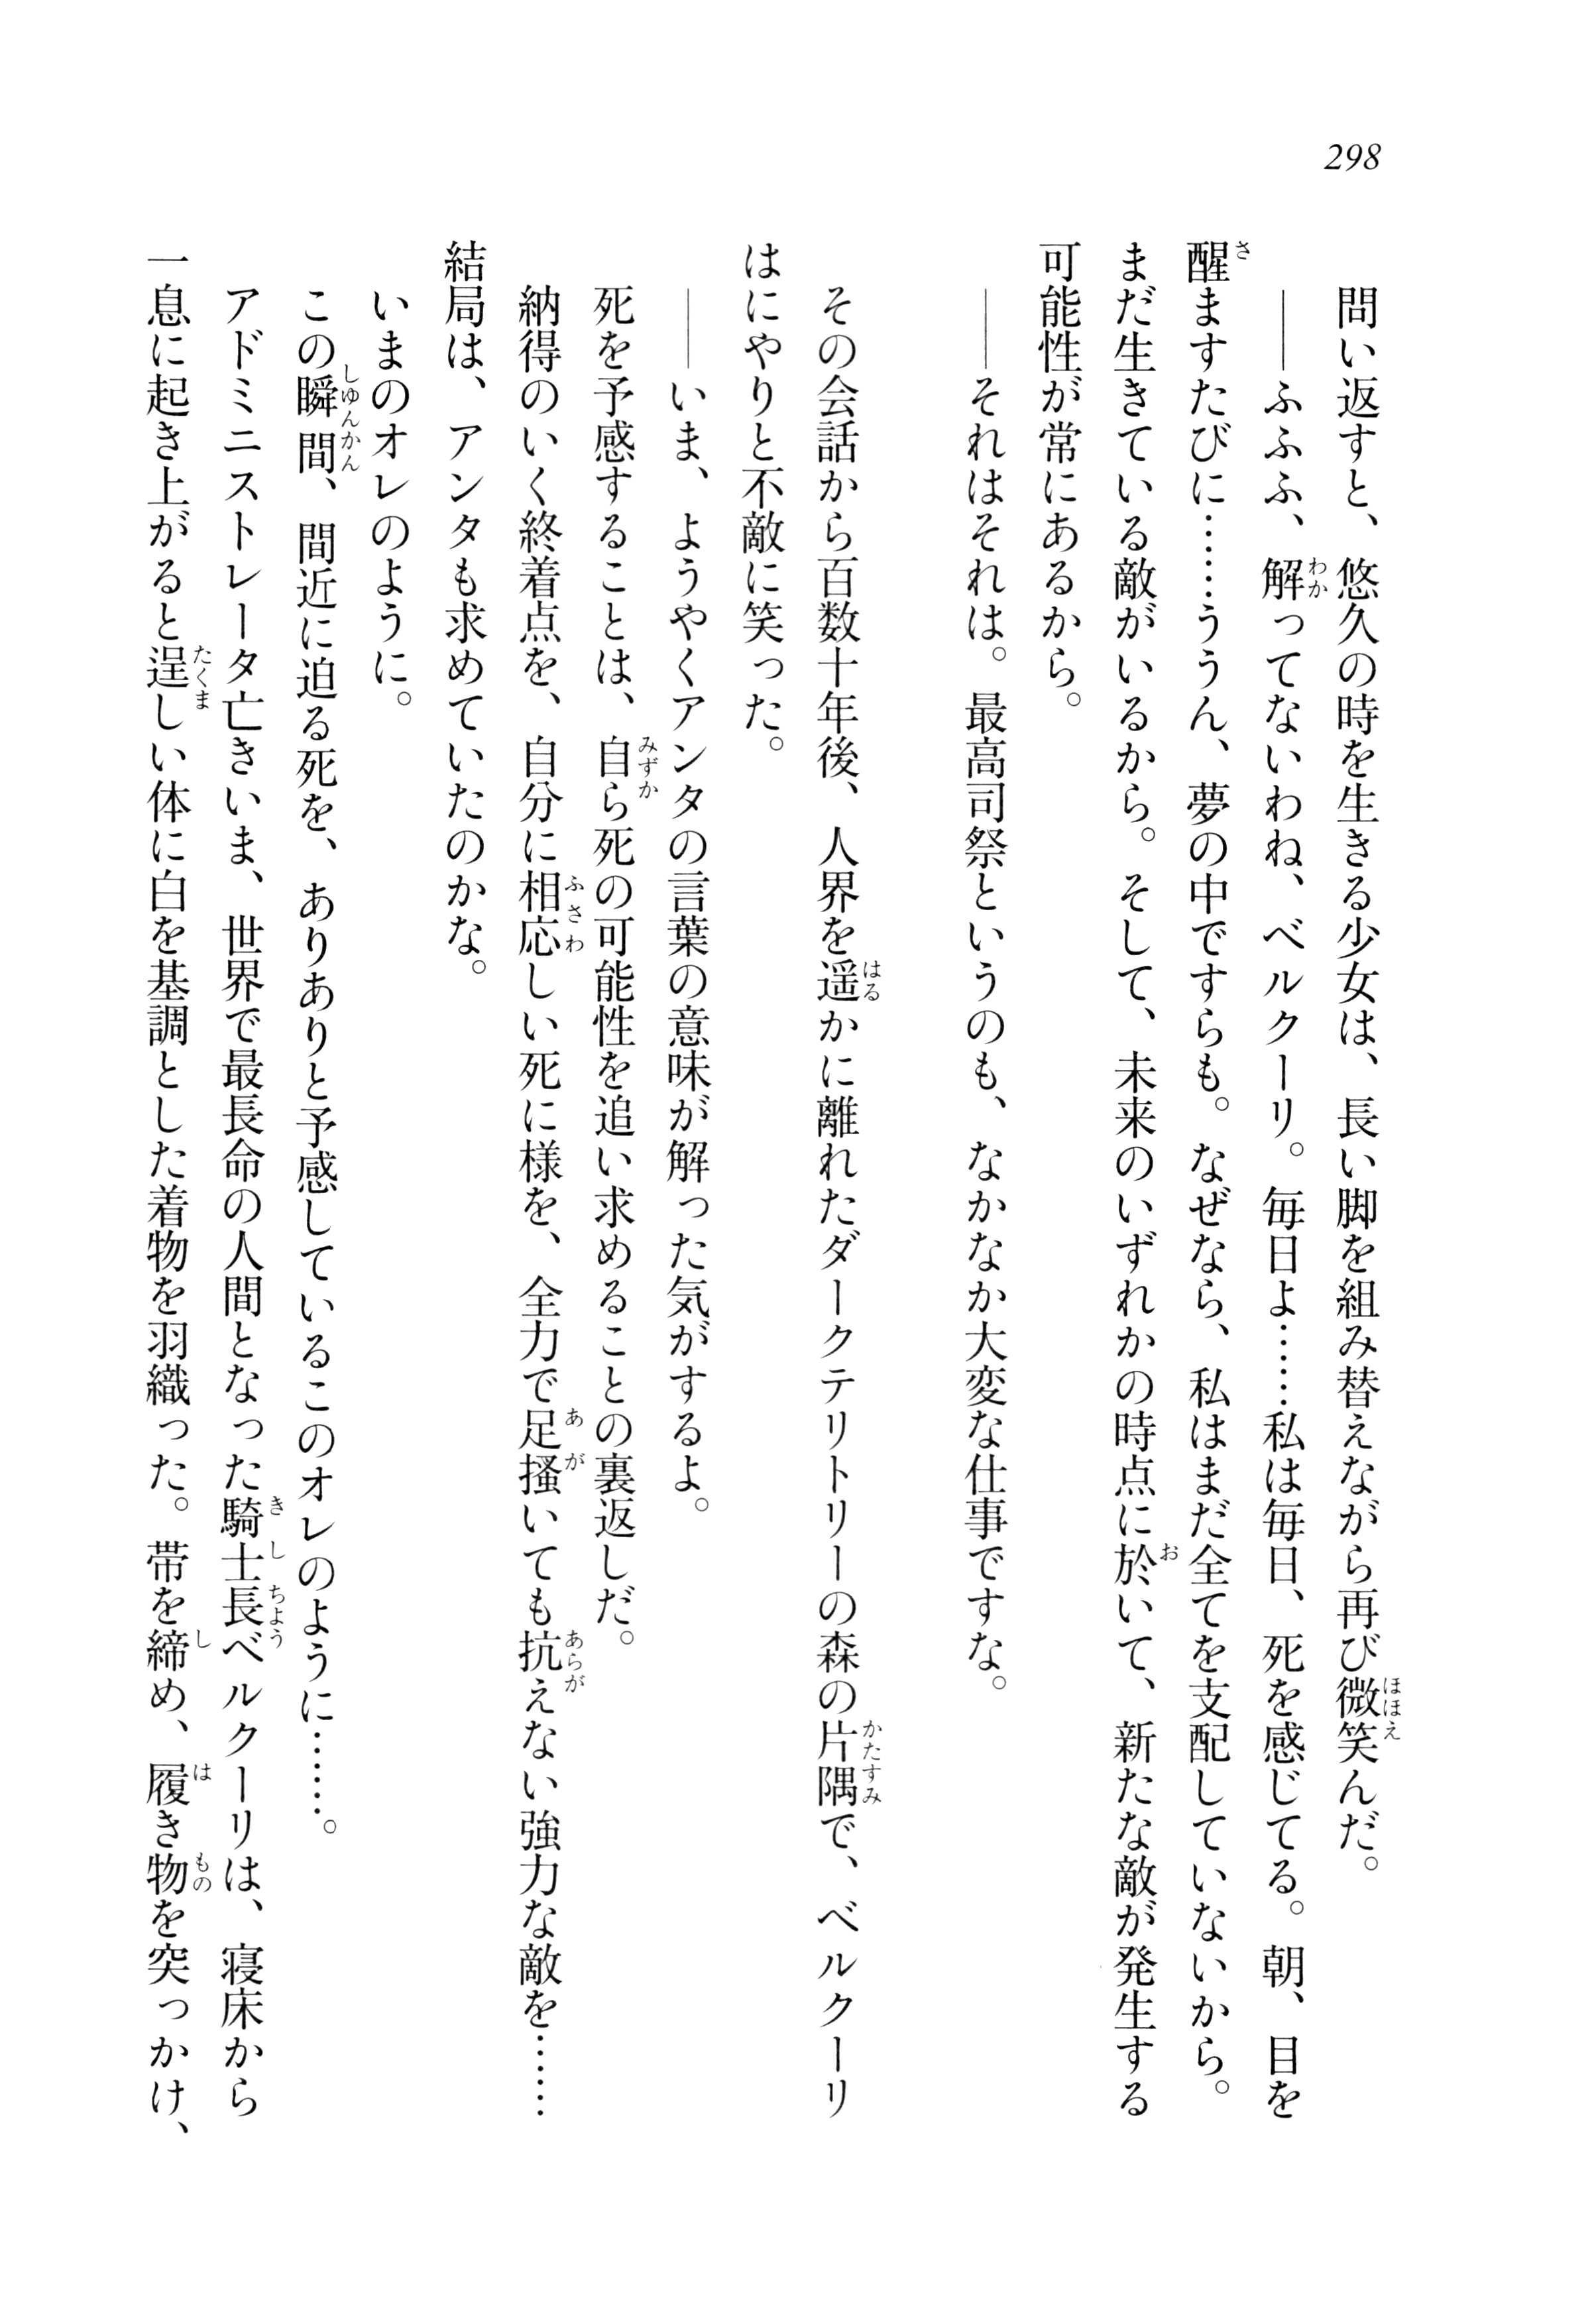 298
問い返すと、悠久の時を生きる少女は、長い脚を組み替えながら再び微笑んだ。
――ふふふ、解ってないわね、ベルクーリ。毎日よ……私は毎日、死を感じてる。朝、目を
醒ますたびに……ううん、夢の中ですらも。なぜなら、私はまだ全てを支配していないから。
まだ生きている敵がいるから。そして、未来のいずれかの時点に於いて、新たな敵が発生する
可能性が常にあるから。
――それはそれは。最高司祭というのも、なかなか大変な仕事ですな。
その会話から百数十年後、人界を遥かに離れたダークテリトリーの森の片隅で、ベルクーリ
はにやりと不敵に笑った。
――いま、ようやくアンタの言葉の意味が解った気がするよ。
死を予感することは、自ら死の可能性を追い求めることの裏返しだ。
納得のいく終着点を、自分に相応しい死に様を、全力で足掻いても抗えない強力な敵を……
結局は、アンタも求めていたのかな。
いまのオレのように。
この瞬間、間近に迫る死を、ありありと予感しているこのオレのように……。
アドミニストレータ亡きいま、世界で最長命の人間となった騎士長ベルクーリは、寝床から
一息に起き上がると逞しい体に白を基調とした着物を羽織った。帯を締め、履き物を突っかけ、